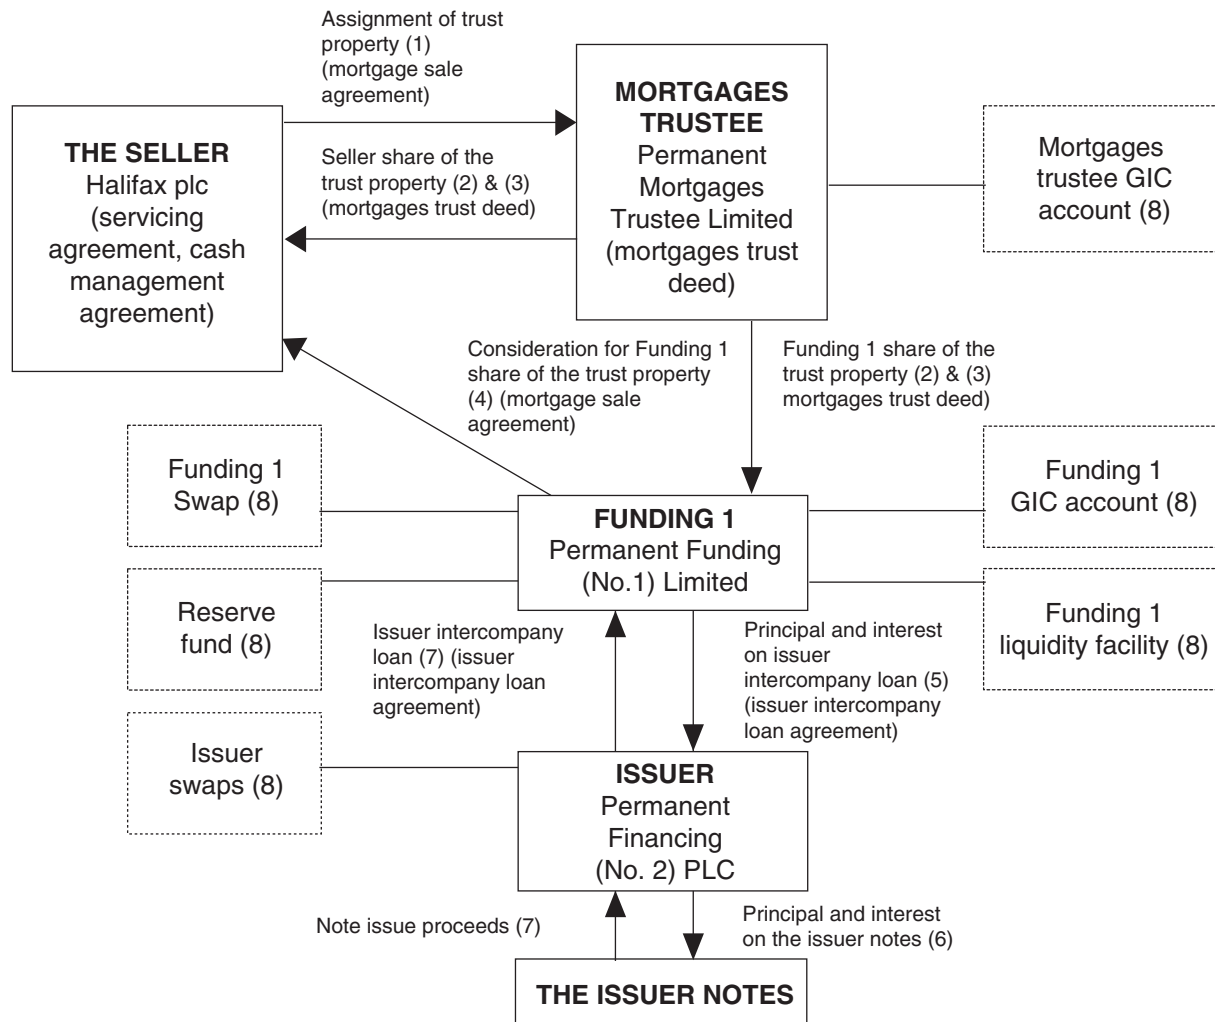 Assignment of trust
property (1)
(mortgage sale
agreement)
MORTGAGES
TRUSTEE
Permanent
Mortgages
Trustee Limited
(mortgages trust
deed)
THE SELLER
Halifax plc
(servicing
agreement, cash
management
agreement)
Seller share of the
trust property (2) & (3)
(mortgages trust deed)
Mortgages
trustee GIC
account (8)
Consideration for Funding 1
share of the trust property
(4) (mortgage sale
agreement)
Funding 1 share of the
trust property (2) & (3)
mortgages trust deed)
Funding 1
Swap (8)
FUNDING 1
Permanent Funding
(No.1) Limited
Funding 1
GIC account (8)
Reserve
fund (8)
Issuer intercompany
loan (7) (issuer
intercompany loan
agreement)
Principal and interest
on issuer
intercompany loan (5)
(issuer intercompany
loan agreement)
Funding 1
liquidity facility (8)
Issuer
swaps (8)
ISSUER
Permanent
Financing
(No. 2) PLC
Note issue proceeds (7)
Principal and interest
on the issuer notes (6)
THE ISSUER NOTES